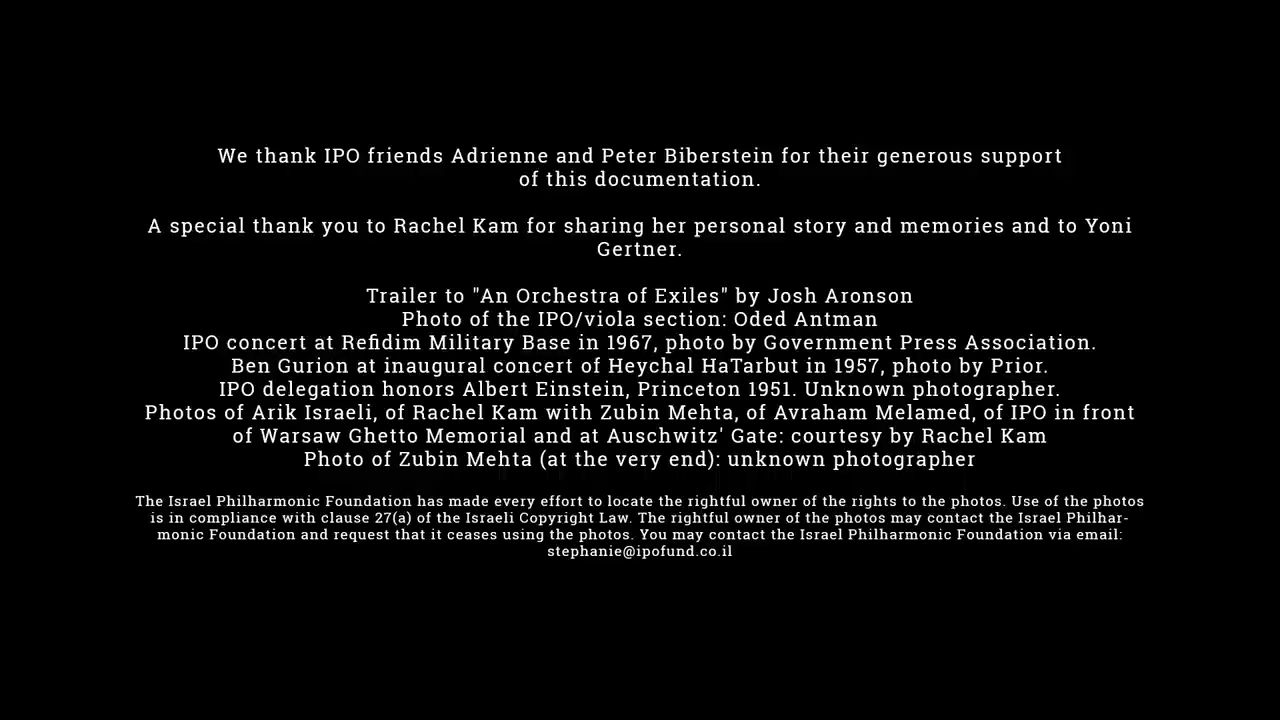 We thank IPO friends Adrienne and Peter Biberstein for their generous support
of this documentation.
A special thank you to Rachel Kam for sharing her personal story and memories and to Yoni
Gertner.
Trailer to "An Orchestra of Exiles" by Josh Aronson
Photo of the IPO/viola section: Oded Antman
IPO concert at Refidim Military Base in 1967, photo by Government Press Association.
Ben Gurion at inaugural concert of Heychal HaTarbut in 1957, photo by Prior.
IPO delegation honors Albert Einstein, Princeton 1951. Unknown photographer.
Photos of Arik Israeli, of Rachel Kam with Zubin Mehta, of Avraham Melamed, of IPO in front
of Warsaw Ghetto Memorial and at Auschwitz' Gate: courtesy by Rachel Kam
Photo of Zubin Mehta (at the very end): unknown photographer
The Israel Philharmonic Foundation has made every effort to locate the rightful owner of the rights to the photos. Use of the photos
is in compliance with clause 27(a) of the Israeli Copyright Law. The rightful owner of the photos may contact the Israel Philhar-
monic Foundation and request that it ceases using the photos. You may contact the Israel Philharmonic Foundation via email:
stephanie@ipofund.co.il